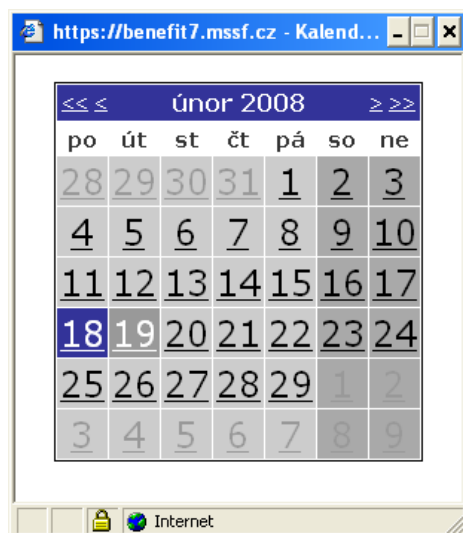 https://benefit7.mssf.cz - Kalend...
<< < únor 2008 > >>
po út st čt pá so ne
28 29 30 31 1 2 3
4 5 6 7 8 9 10
11 12 13 14 15 16 17
18 19 20 21 22 23 24
25 26 27 28 29 1 2
3 4 5 6 7 8 9
Internet